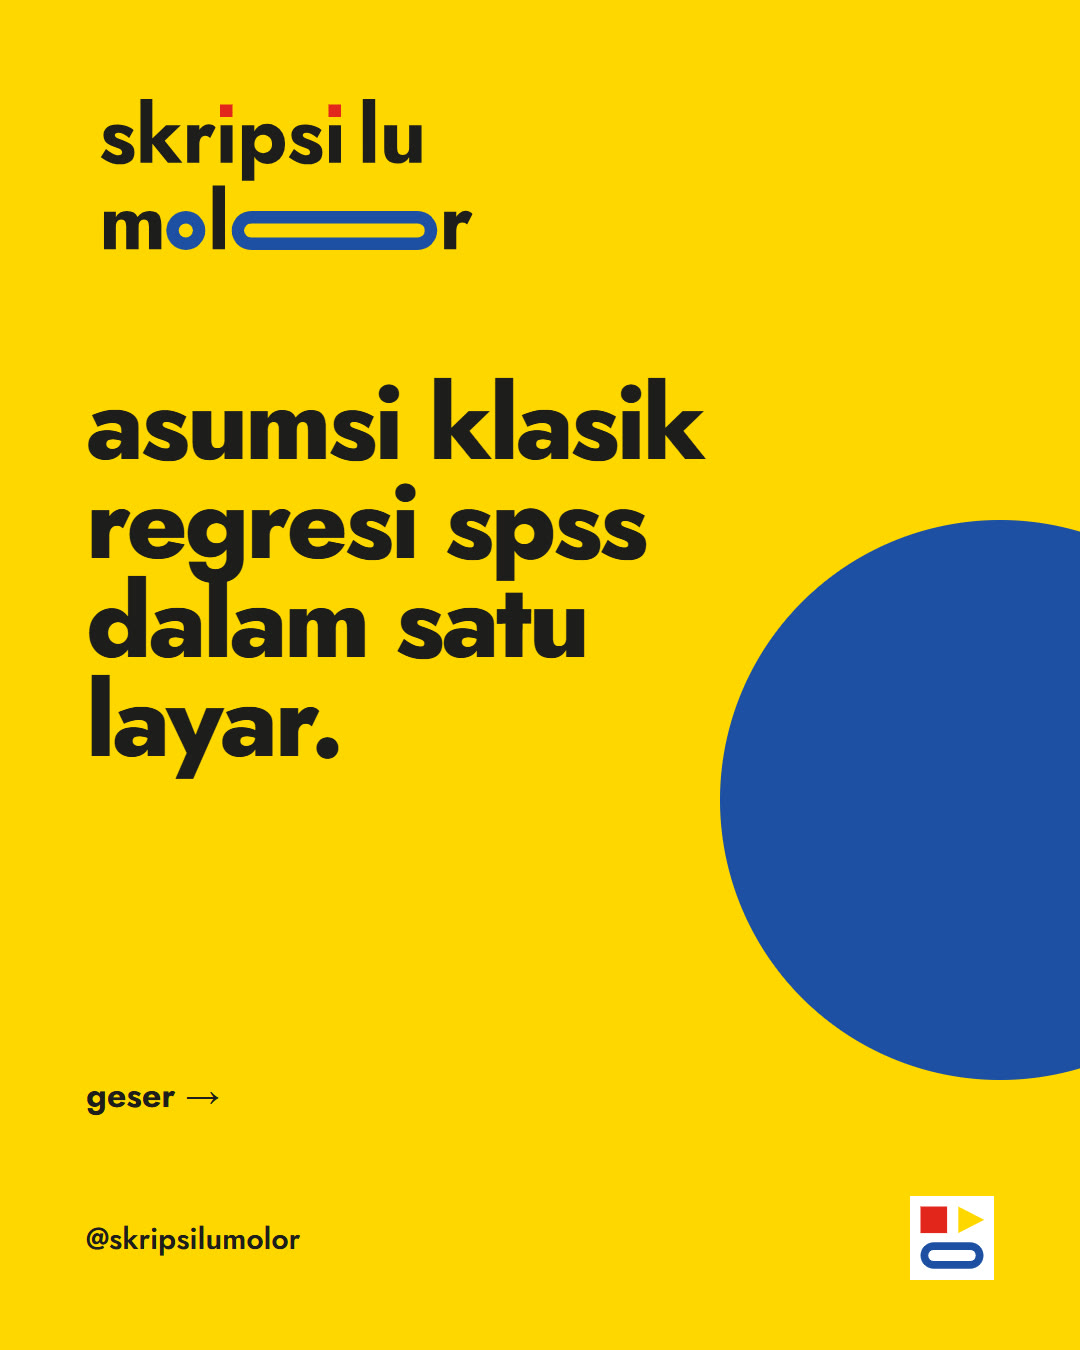 skripsi lu
molor
asumsi klasik
regresi spss
dalam satu
layar.
geser →
@skripsilumolor